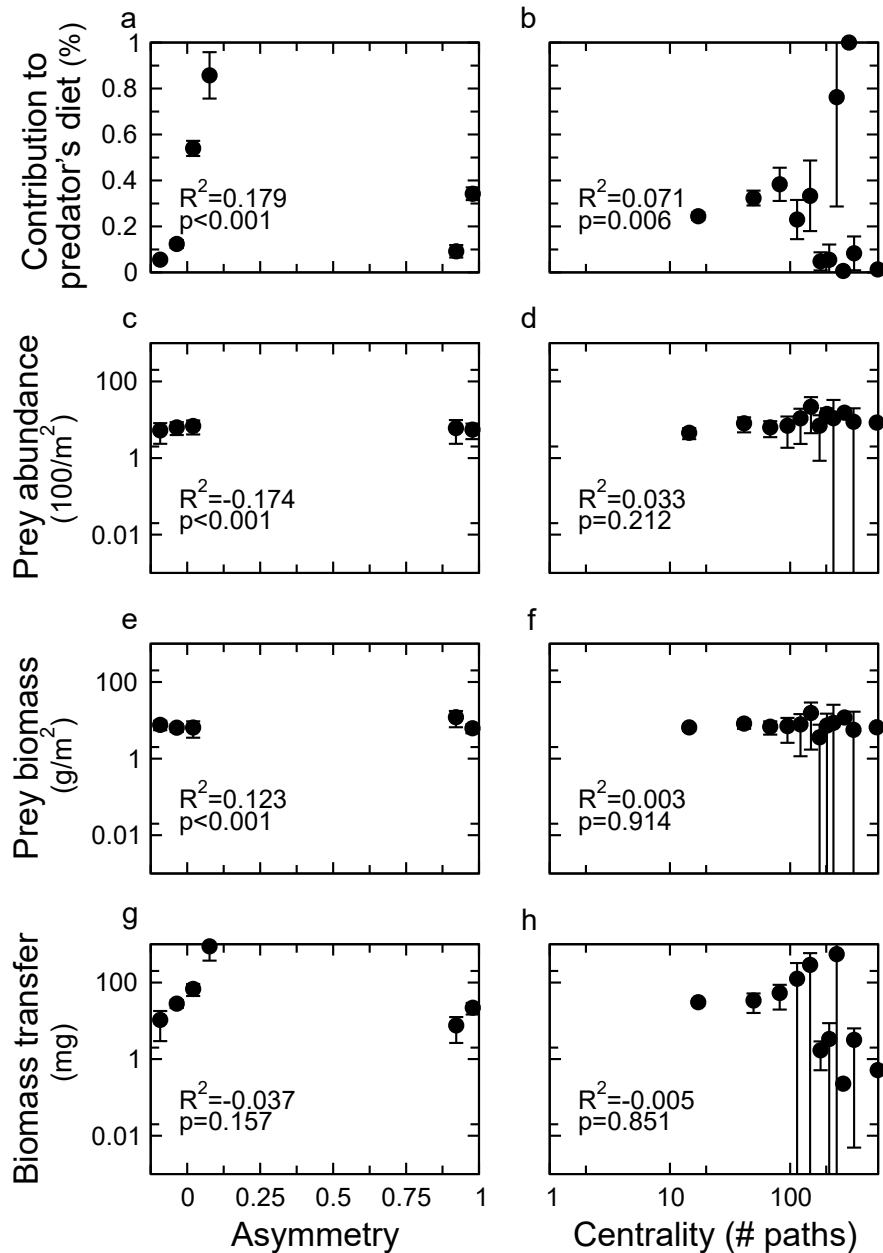 a
b
Contribution to
predator's diet (%)
1
0.8
0.6
0.4
0.2
0
R²=0.179
p<0.001
R²=0.071
p=0.006
c
d
Prey abundance
(100/m²)
100
1
0.01
R²=-0.174
p<0.001
R²=0.033
p=0.212
e
f
Prey biomass
(g/m²)
100
1
0.01
R²=0.123
p<0.001
R²=0.003
p=0.914
g
h
Biomass transfer
(mg)
100
1
0.01
R²=-0.037
p=0.157
R²=-0.005
p=0.851
0 0.25 0.5 0.75 1
1 10 100
Asymmetry
Centrality (# paths)